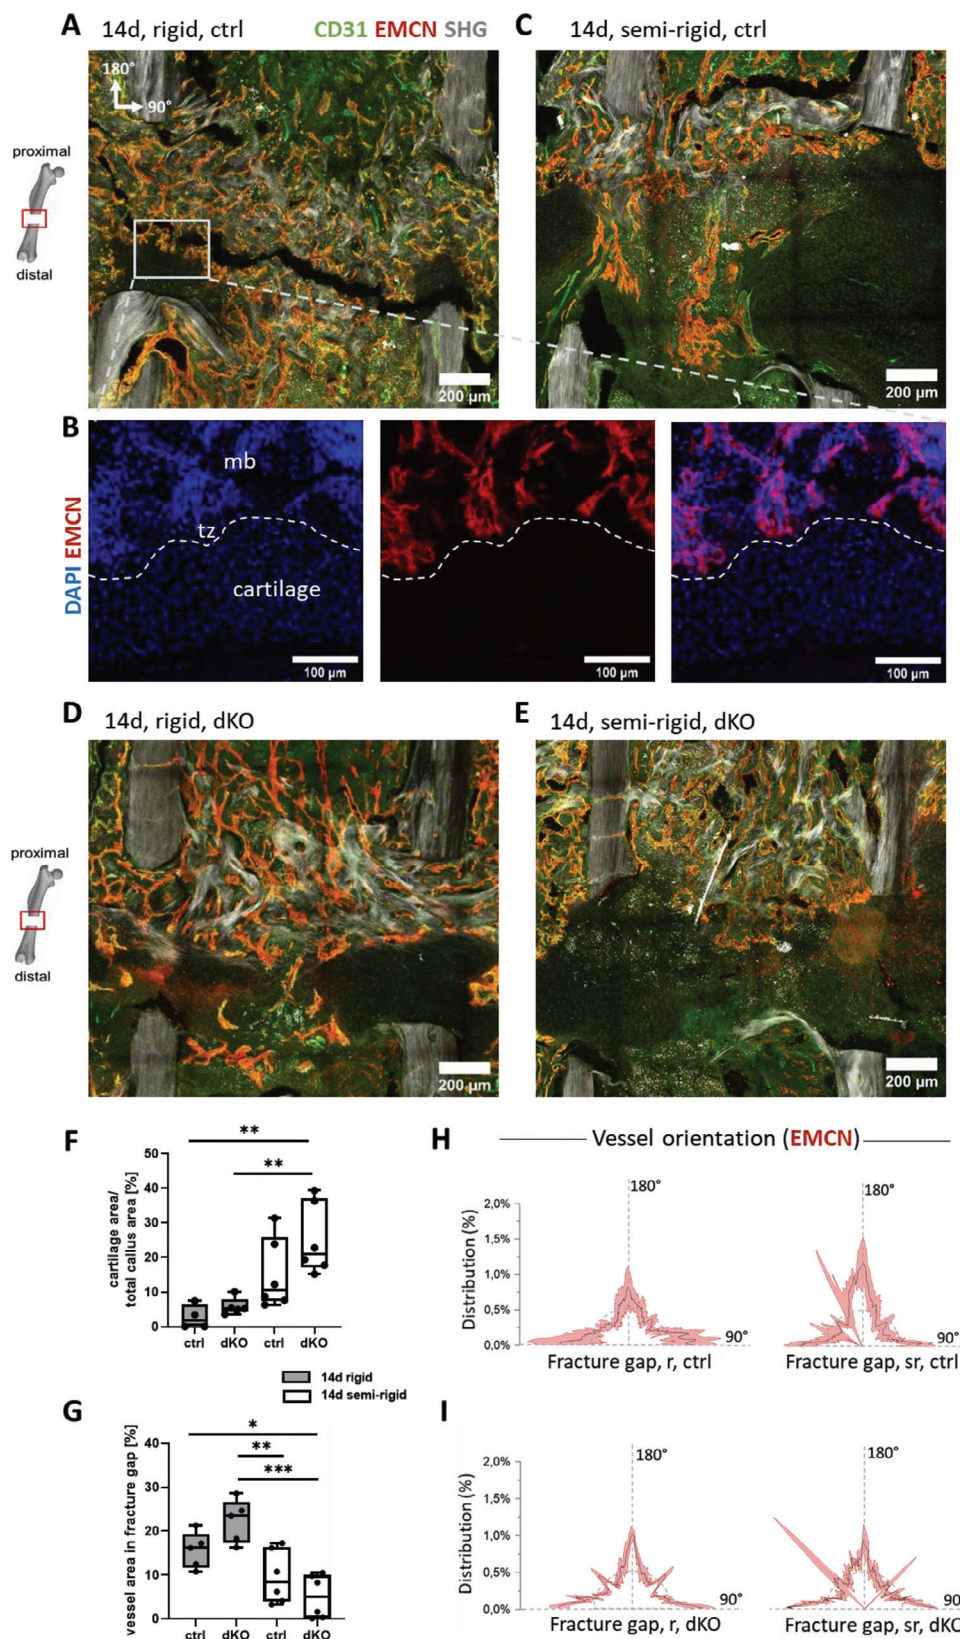 A 14d, rigid, ctrl CD31 EMCN SHG
C 14d, semi-rigid, ctrl
180°
90°
proximal
distal
200 µm
200 µm
B
DAPI EMCN
mb
tz
cartilage
100 µm
100 µm
100 µm
D 14d, rigid, dKO
E 14d, semi-rigid, dKO
proximal
distal
200 µm
200 µm
F
cartilage area/
total callus area [%]
50
40
30
20
10
0
**
**
ctrl dKO ctrl dKO
14d rigid
14d semi-rigid
G
vessel area in fracture gap [%]
40
30
20
10
0
*
**
***
ctrl dKO ctrl dKO
H
Vessel orientation (EMCN)
Distribution (%)
2,0%
1,5%
1,0%
0,5%
0,0%
180°
90°
Fracture gap, r, ctrl
180°
90°
Fracture gap, sr, ctrl
I
Distribution (%)
2,0%
1,5%
1,0%
0,5%
0,0%
180°
90°
Fracture gap, r, dKO
180°
90°
Fracture gap, sr, dKO